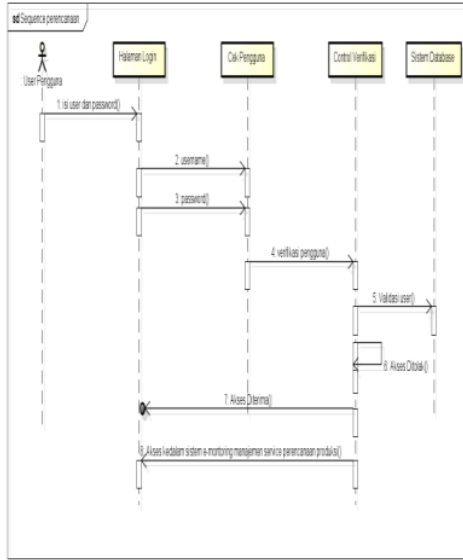 sd Sequence perencanaan
User Pengguna
Halaman Login
Cek Pengguna
Control Verifikasi
Sistem Database
1. isi user dan password()
2. username()
3. password()
4. verifikasi pengguna()
5: Validasi user()
6: Akses Ditolak()
7: Akses Diterima()
8: Akses kedalam sistem e-montoring manajemen service perencanaan produksi()